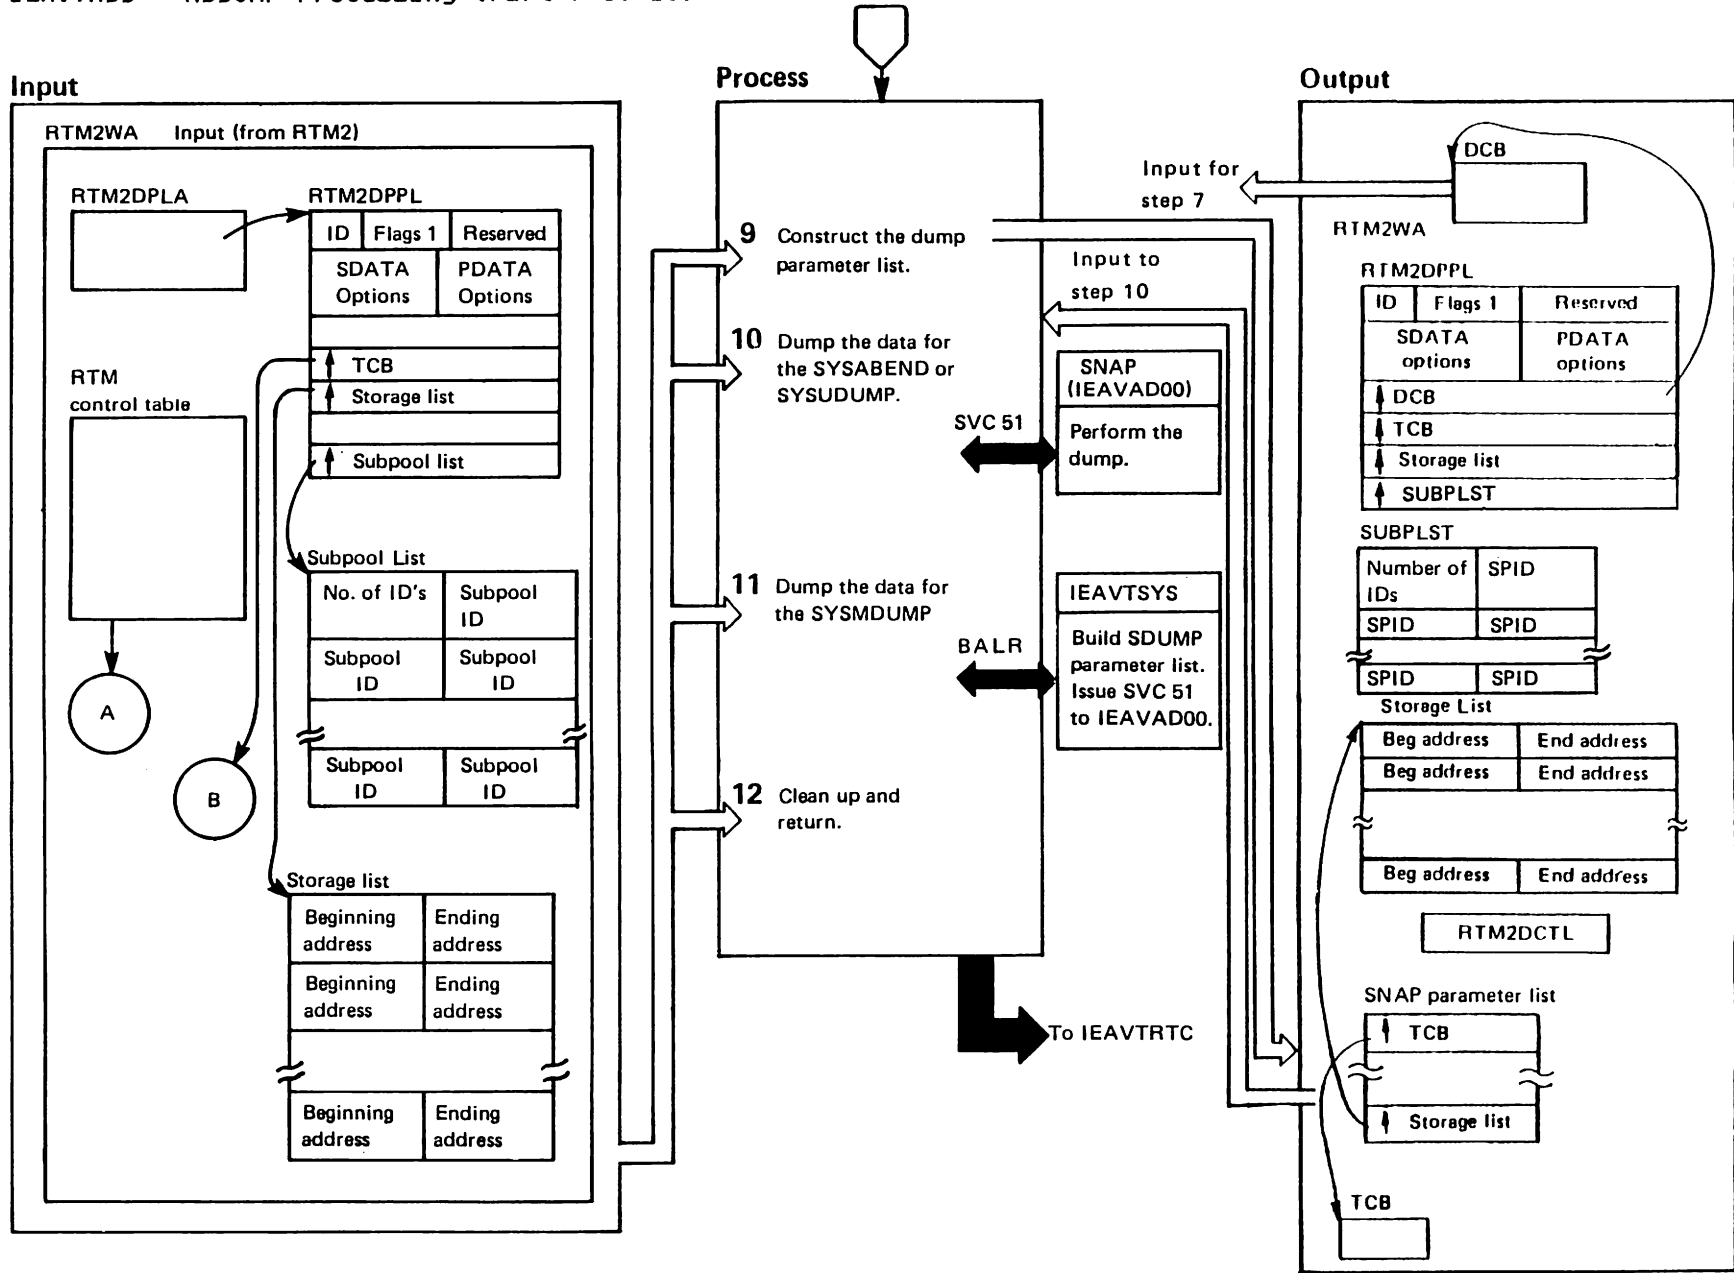 Input
RTM2WA Input (from RTM2)
RTM2DPLA
RTM2DPPL
ID Flags 1 Reserved
SDATA Options
PDATA Options
TCB
Storage list
Subpool list
RTM control table
A
B
Subpool List
No. of ID's
Subpool ID
Subpool ID
Subpool ID
Subpool ID
Subpool ID
Storage list
Beginning address
Ending address
Beginning address
Ending address
Beginning address
Ending address
Process
9 Construct the dump
parameter list.
10 Dump the data for
the SYSABEND or
SYSUDUMP.
11 Dump the data for
the SYSMDUMP
12 Clean up and
return.
Input for
step 7
Input to
step 10
SNAP
(IEAVAD00)
Perform the
dump.
SVC 51
IEAVTSYS
Build SDUMP
parameter list.
Issue SVC 51
to IEAVAD00.
BALR
To IEAVTRTC
Output
DCB
RTM2WA
RTM2DPPL
ID Flags 1 Reserved
SDATA options
PDATA options
DCB
TCB
Storage list
SUBPLST
SUBPLST
Number of IDs
SPID
SPID SPID
SPID SPID
Storage List
Beg address End address
Beg address End address
Beg address End address
RTM2DCTL
SNAP parameter list
TCB
Storage list
TCB